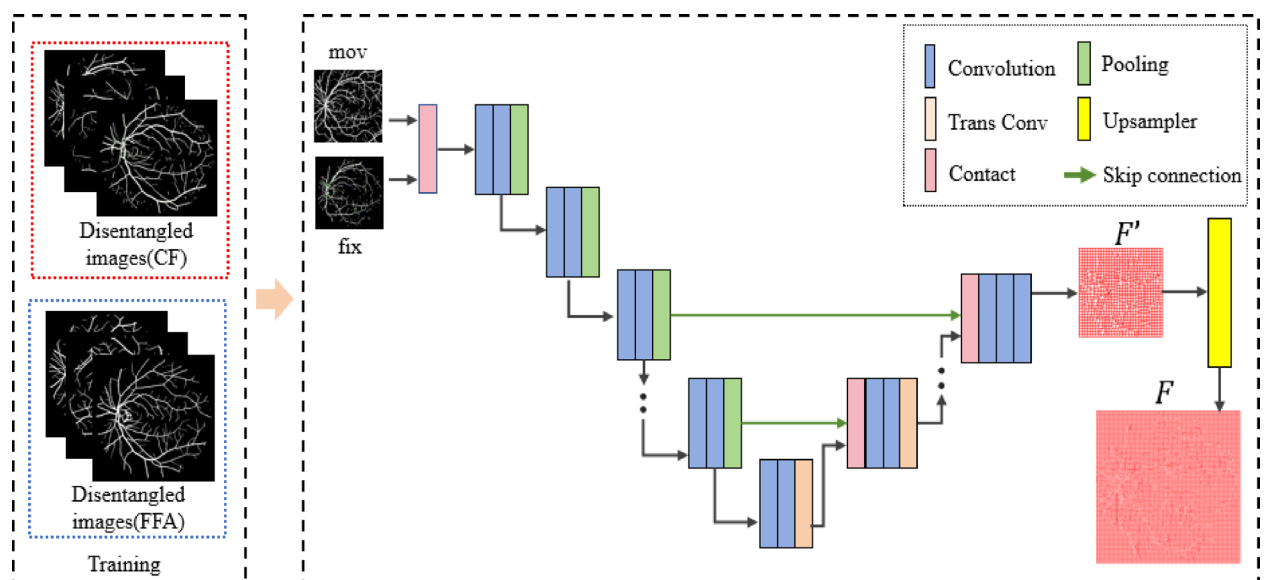 Disentangled
images(CF)
Disentangled
images(FFA)
Training
mov
fix
Convolution
Pooling
Trans Conv
Upsampler
Contact
Skip connection
F'
F